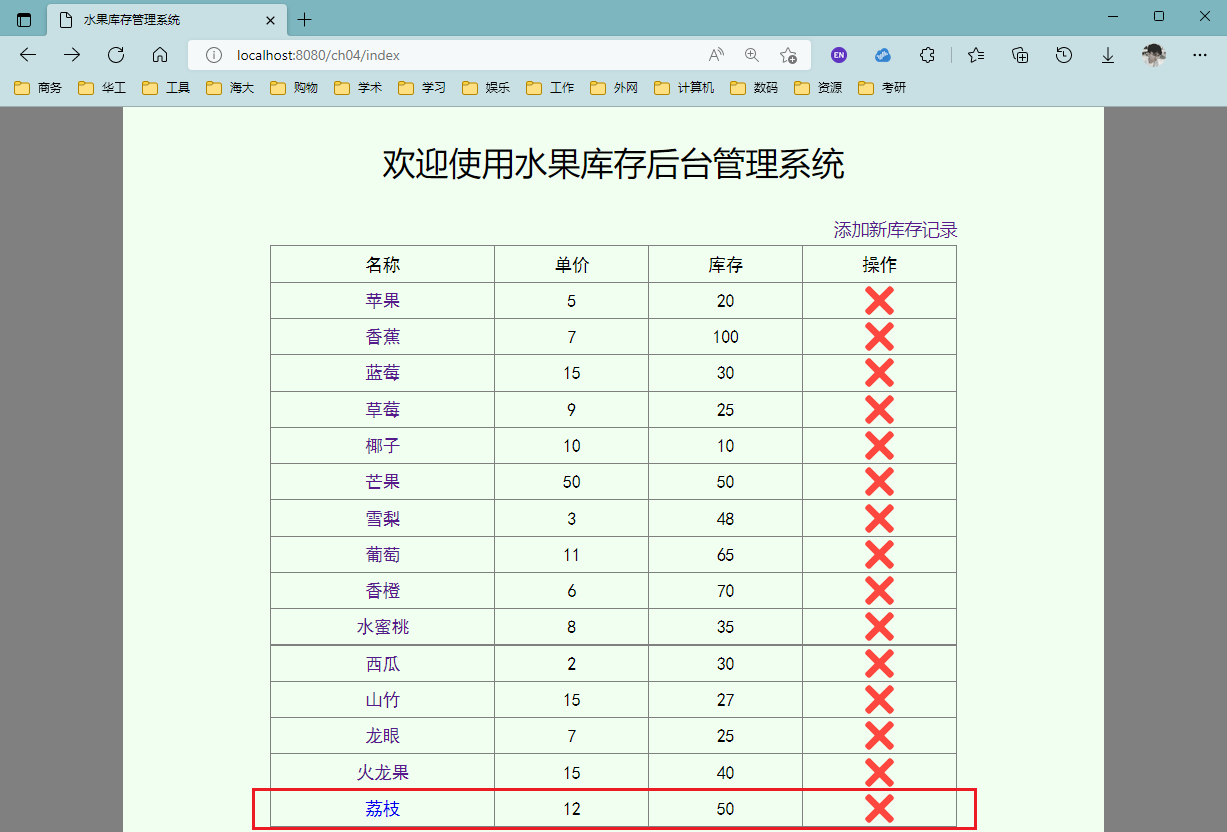 水果库存管理系统
localhost:8080/ch04/index
EN
商务 华工 工具 海大 购物 学术 学习 娱乐 工作 外网 计算机 数码 资源 考研
欢迎使用水果库存后台管理系统
添加新库存记录
名称 单价 库存 操作
苹果 5 20
香蕉 7 100
蓝莓 15 30
草莓 9 25
椰子 10 10
芒果 50 50
雪梨 3 48
葡萄 11 65
香橙 6 70
水蜜桃 8 35
西瓜 2 30
山竹 15 27
龙眼 7 25
火龙果 15 40
荔枝 12 50